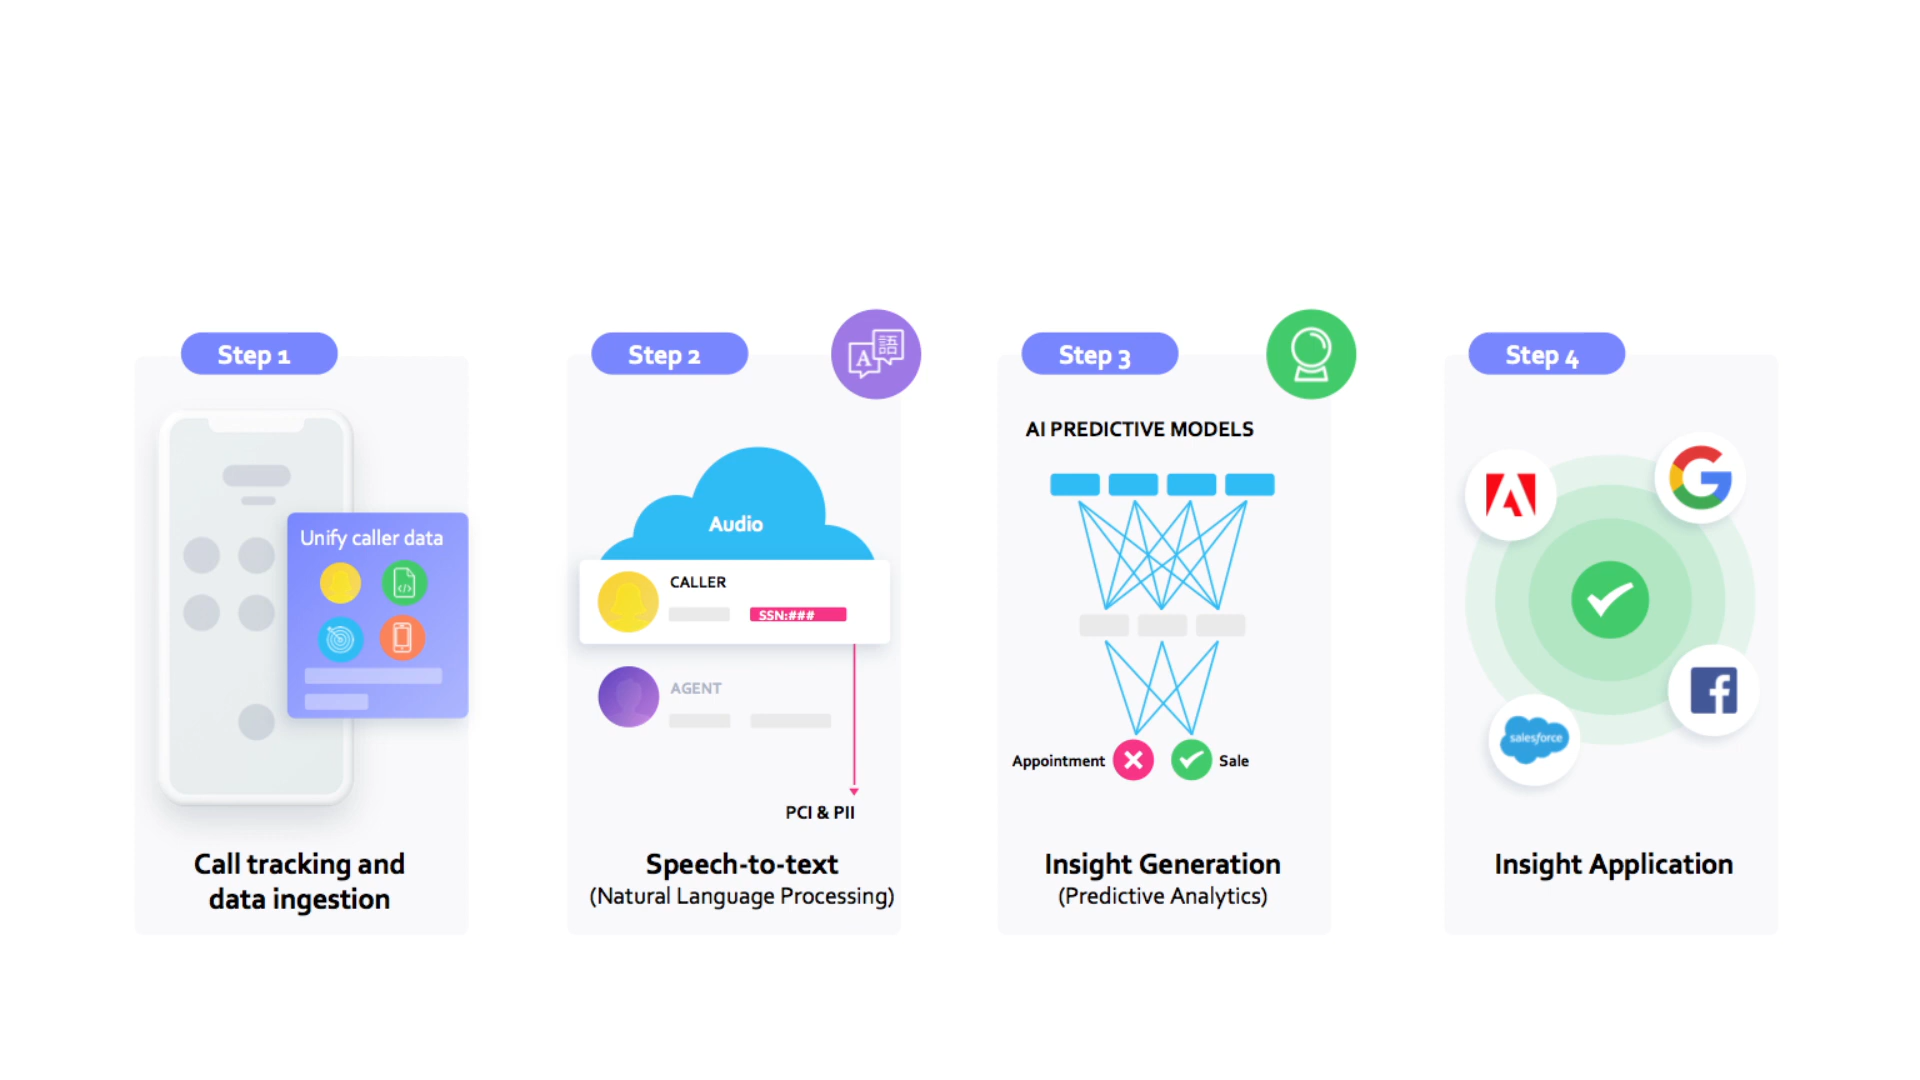 Step 1
Unify caller data
Call tracking and
data ingestion
Step 2
A 語
Audio
CALLER
SSN:###
AGENT
PCI & PII
Speech-to-text
(Natural Language Processing)
Step 3
AI PREDICTIVE MODELS
Appointment
Sale
Insight Generation
(Predictive Analytics)
Step 4
G
f
salesforce
Insight Application